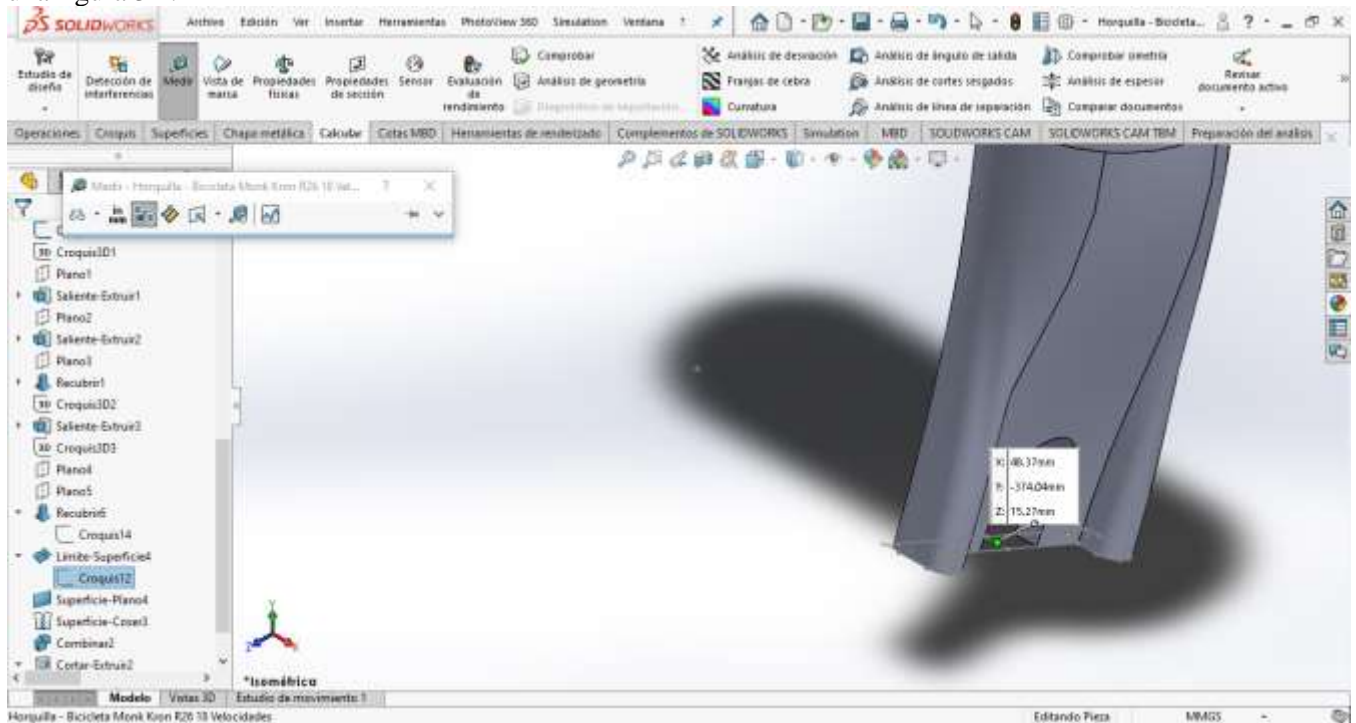 SOLIDWORKS Archivo Edición Ver Insertar Herramientas PhotoView 360 Simulation Ventana ? Horquilla - Bicicleta... ?
Estudio de diseño
Detección de interferencias
Medir
Vista de marca
Propiedades físicas
Propiedades de sección
Sensor
Evaluación de rendimiento
Comprobar
Análisis de geometría
Análisis de desviación
Franjas de cebra
Curvatura
Análisis de ángulo de salida
Análisis de cortes sesgados
Análisis de línea de separación
Comprobar simetría
Análisis de espesor
Comparar documentos
Revisar documento activo
Operaciones Croquis Superficies Chapa metálica Calcular Cotas MBD Herramientas de renderizado Complementos de SOLIDWORKS Simulation MBD SOLIDWORKS CAM SOLIDWORKS CAM TBM Preparación del análisis
Medir - Horquilla - Bicicleta Monk Kron R26 18 Vel... ?
in
mm
3D Croquis3D1
Plano1
Saliente-Extruir1
Plano2
Saliente-Extruir2
Plano3
Recubrir1
3D Croquis3D2
Saliente-Extruir3
3D Croquis3D3
Plano4
Plano5
Recubrir6
Croquis14
Límite-Superficie4
Croquis12
Superficie-Plano4
Superficie-Coser3
Combinar2
Cortar-Extruir2
X: 48.37mm
Y: -374.04mm
Z: 15.27mm
Y
*Isométrica
Modelo Vistas 3D Estudio de movimiento 1
Horquilla - Bicicleta Monk Kron R26 18 Velocidades Editando Pieza MMGS